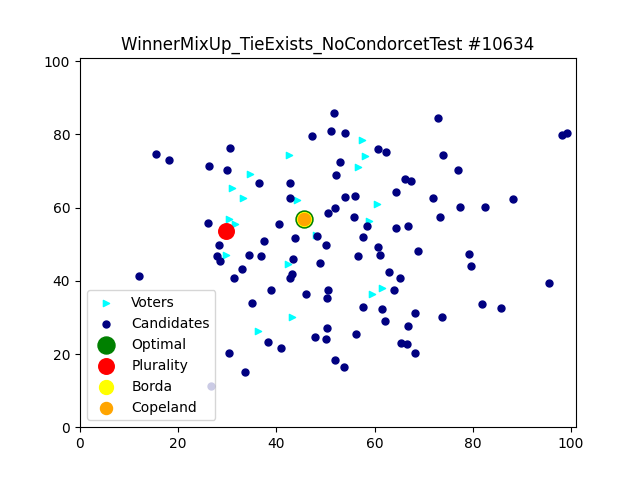 WinnerMixUp_TieExists_NoCondorcetTest #10634
100
80
60
40
20
0
Voters
Candidates
Optimal
Plurality
Borda
Copeland
0 20 40 60 80 100